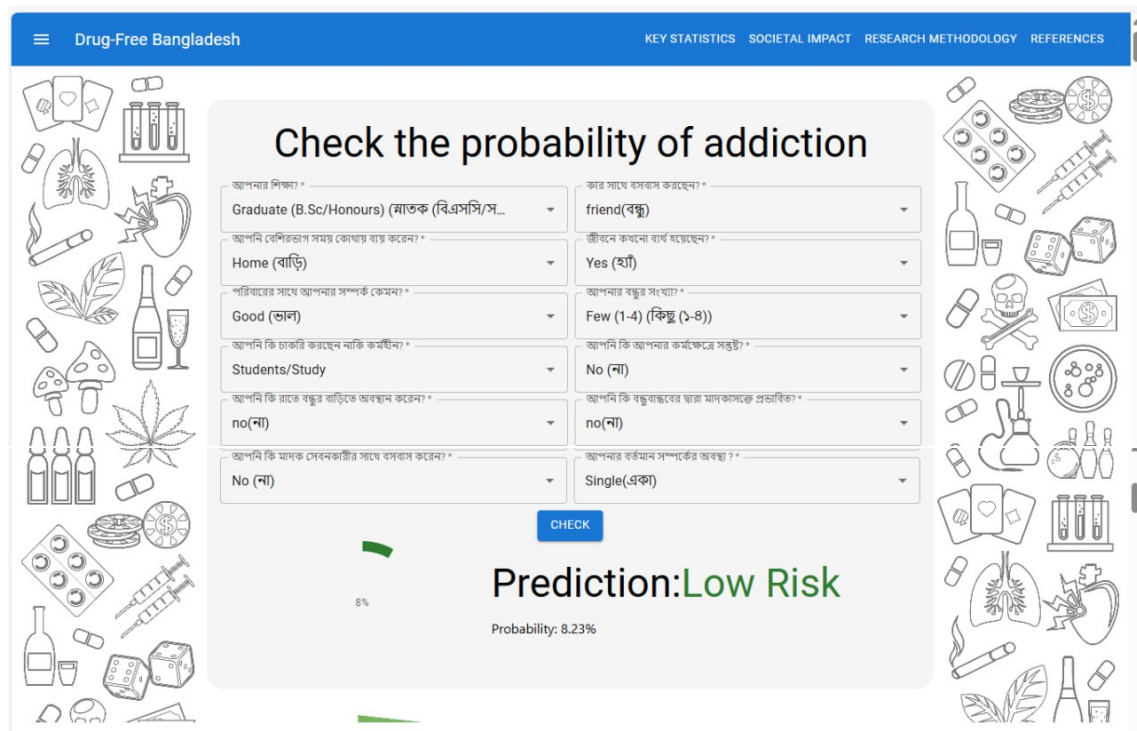 Drug-Free Bangladesh
KEY STATISTICS SOCIETAL IMPACT RESEARCH METHODOLOGY REFERENCES
Check the probability of addiction
আপনার শিক্ষা? *
কার সাথে বসবাস করছেন? *
Graduate (B.Sc/Honours) (স্নাতক (বিএসসি/স...
friend(বন্ধু)
আপনি বেশিরভাগ সময় কোথায় ব্যয় করেন? *
জীবনে কখনো ব্যর্থ হয়েছেন? *
Home (বাড়ি)
Yes (হ্যাঁ)
পরিবারের সাথে আপনার সম্পর্ক কেমন? *
আপনার বন্ধুর সংখ্যা? *
Good (ভাল)
Few (1-4) (কিছু (১-৪))
আপনি কি চাকরি করছেন নাকি কর্মহীন? *
আপনি কি আপনার কর্মক্ষেত্রে সন্তুষ্ট? *
Students/Study
No (না)
আপনি কি রাতে বন্ধুর বাড়িতে অবস্থান করেন? *
আপনি কি বন্ধুবান্ধবের দ্বারা মাদকাসক্তে প্রভাবিত? *
no(না)
no(না)
আপনি কি মাদক সেবনকারীর সাথে বসবাস করেন? *
আপনার বর্তমান সম্পর্কের অবস্থা ? *
No (না)
Single(একা)
CHECK
8%
Prediction:Low Risk
Probability: 8.23%